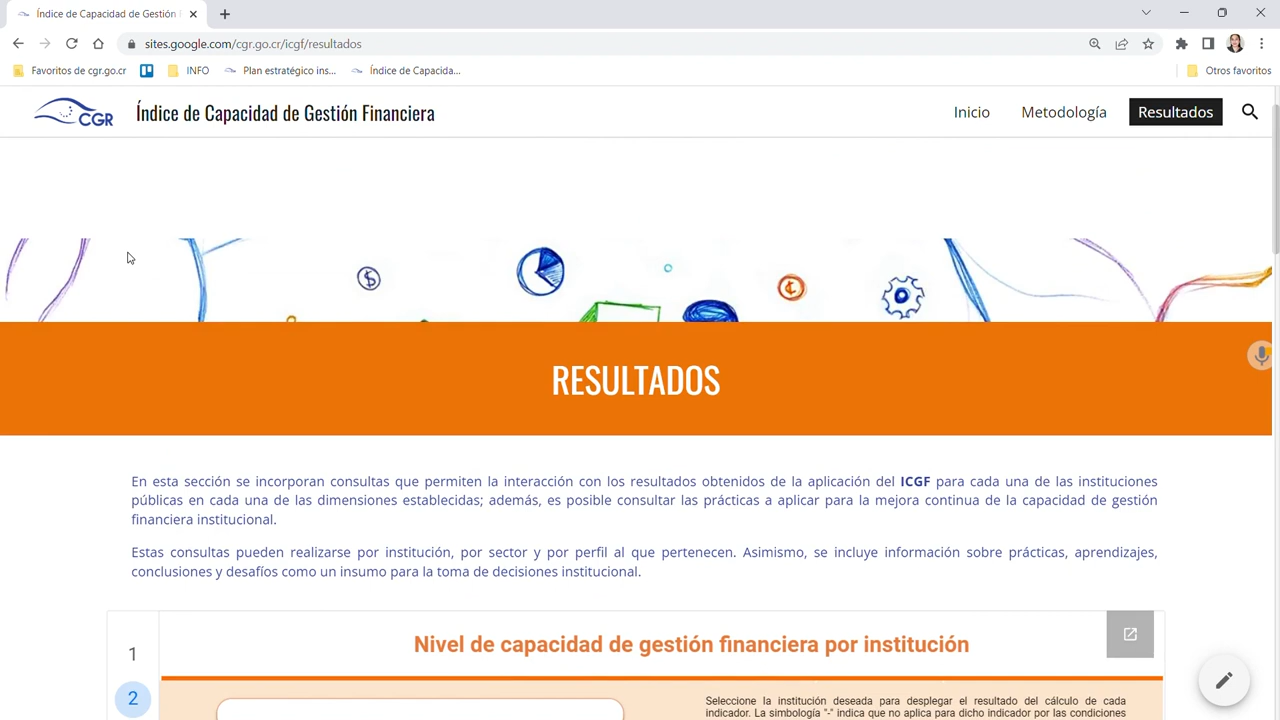 Índice de Capacidad de Gestión
sites.google.com/cgr.go.cr/icgf/resultados
Favoritos de cgr.go.cr INFO Plan estratégico ins... Índice de Capacida... Otros favoritos
CGR Índice de Capacidad de Gestión Financiera Inicio Metodología Resultados
RESULTADOS
En esta sección se incorporan consultas que permiten la interacción con los resultados obtenidos de la aplicación del ICGF para cada una de las instituciones
públicas en cada una de las dimensiones establecidas; además, es posible consultar las prácticas a aplicar para la mejora continua de la capacidad de gestión
financiera institucional.
Estas consultas pueden realizarse por institución, por sector y por perfil al que pertenecen. Asimismo, se incluye información sobre prácticas, aprendizajes,
conclusiones y desafíos como un insumo para la toma de decisiones institucional.
1
Nivel de capacidad de gestión financiera por institución
2
Seleccione la institución deseada para desplegar el resultado del cálculo de cada
indicador. La simbología "-" indica que no aplica para dicho indicador por las condiciones